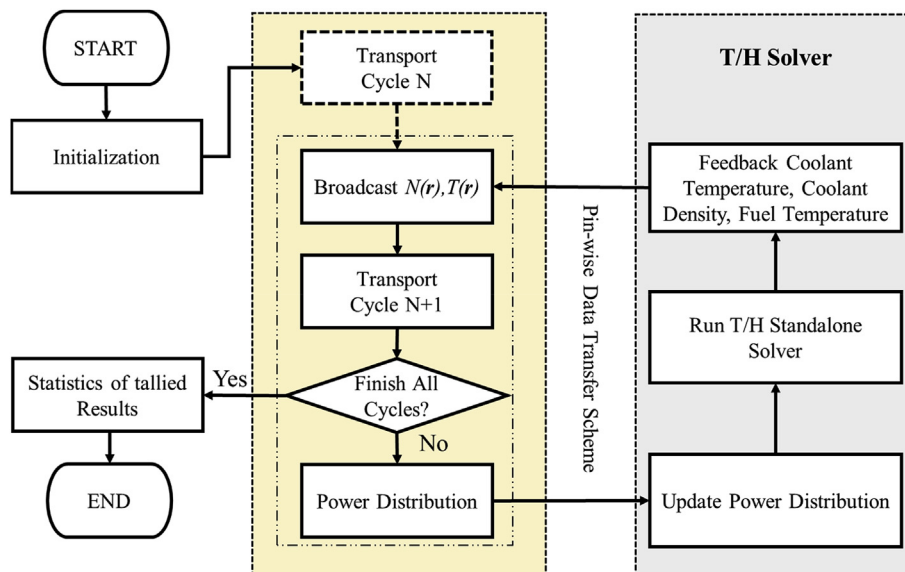 START
Initialization
Transport
Cycle N
Broadcast N(r),T(r)
Transport
Cycle N+1
Finish All
Cycles?
Yes
No
Statistics of tallied
Results
END
Power Distribution
Pin-wise Data Transfer Scheme
T/H Solver
Feedback Coolant
Temperature, Coolant
Density, Fuel Temperature
Run T/H Standalone
Solver
Update Power Distribution